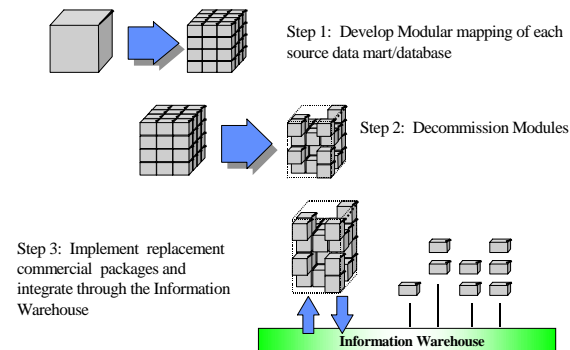 Step 1: Develop Modular mapping of each
source data mart/database
Step 2: Decommission Modules
Step 3: Implement replacement
commercial packages and
integrate through the Information
Warehouse
Information Warehouse